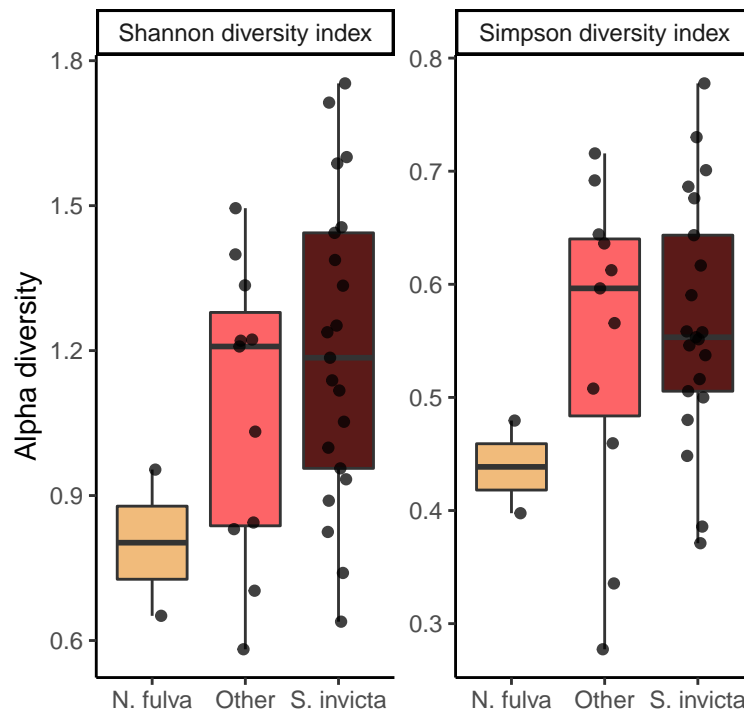 Shannon diversity index
Simpson diversity index
Alpha diversity
1.8
1.5
1.2
0.9
0.6
0.8
0.7
0.6
0.5
0.4
0.3
N. fulva Other S. invicta
N. fulva Other S. invicta